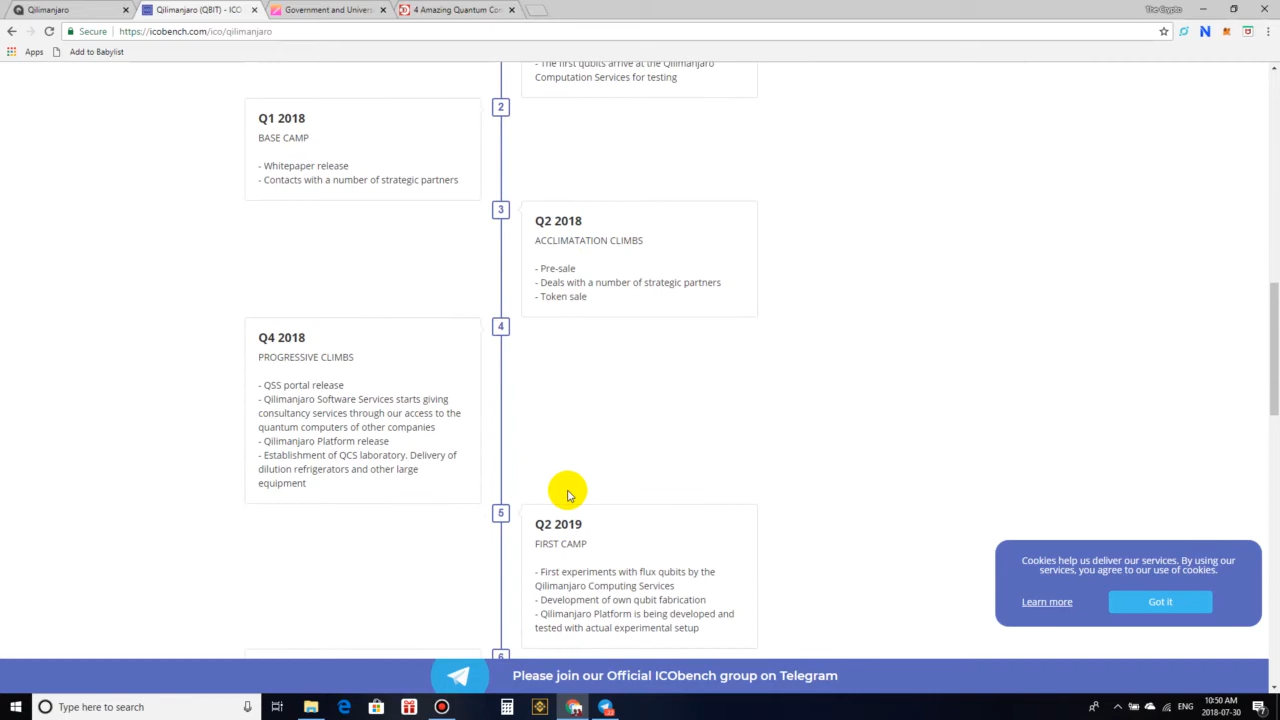 Qilimanjaro
Qilimanjaro (QBIT) - ICO
Government and Univers
4 Amazing Quantum Com
The Crypto
Secure
https://icobench.com/ico/qilimanjaro
Apps
Add to Babylist
- The first qubits arrive at the Qilimanjaro
Computation Services for testing
2
Q1 2018
BASE CAMP
- Whitepaper release
- Contacts with a number of strategic partners
3
Q2 2018
ACCLIMATATION CLIMBS
- Pre-sale
- Deals with a number of strategic partners
- Token sale
4
Q4 2018
PROGRESSIVE CLIMBS
- QSS portal release
- Qilimanjaro Software Services starts giving
consultancy services through our access to the
quantum computers of other companies
- Qilimanjaro Platform release
- Establishment of QCS laboratory. Delivery of
dilution refrigerators and other large
equipment
5
Q2 2019
FIRST CAMP
- First experiments with flux qubits by the
Qilimanjaro Computing Services
- Development of own qubit fabrication
- Qilimanjaro Platform is being developed and
tested with actual experimental setup
6
Cookies help us deliver our services. By using our
services, you agree to our use of cookies.
Learn more
Got it
Please join our Official ICObench group on Telegram
Type here to search
10:50 AM
2018-07-30